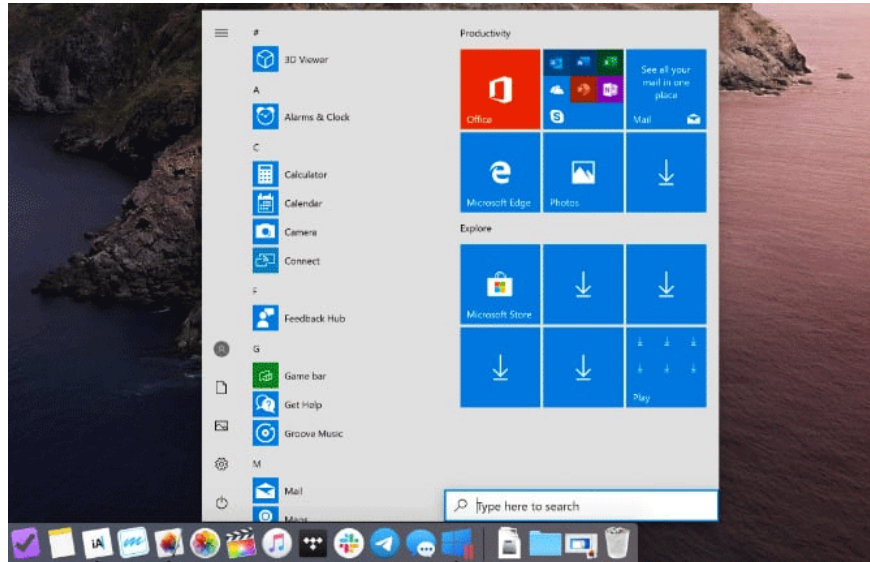 #
3D Viewer
A
Alarms & Clock
C
Calculator
Calendar
Camera
Connect
F
Feedback Hub
G
Game bar
Get Help
Groove Music
M
Mail
Maps
Productivity
Office
See all your
mail in one
place
Mail
Microsoft Edge
Photos
Explore
Microsoft Store
Play
Type here to search
iA